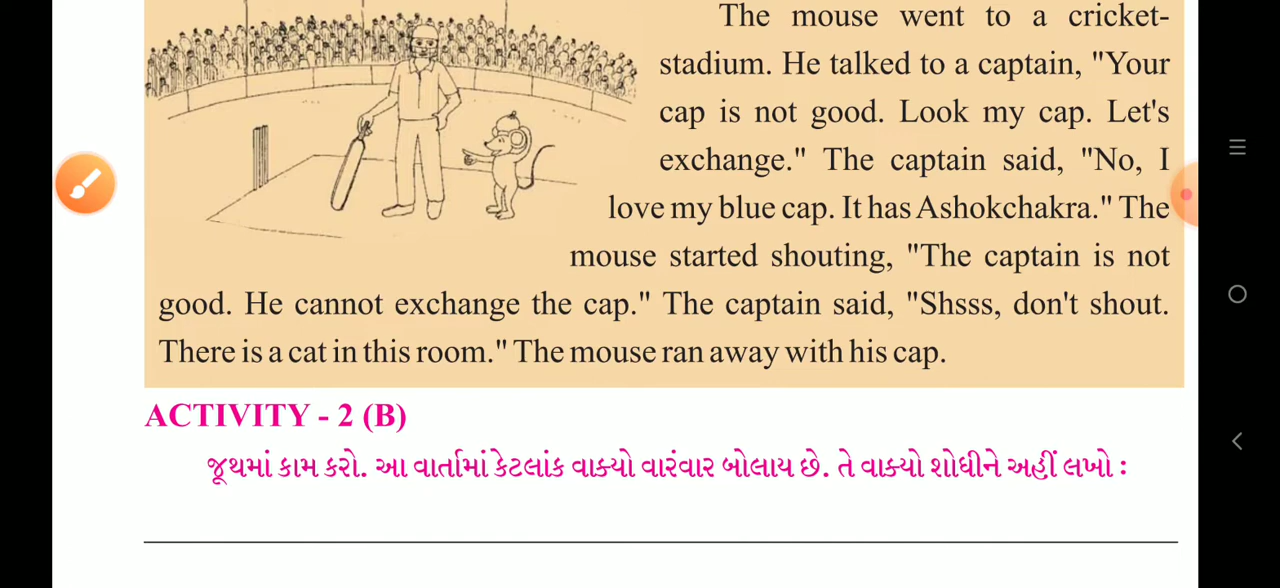 The mouse went to a cricket-
stadium. He talked to a captain, "Your
cap is not good. Look my cap. Let's
exchange." The captain said, "No, I
love my blue cap. It has Ashokchakra." The
mouse started shouting, "The captain is not
good. He cannot exchange the cap." The captain said, "Shsss, don't shout.
There is a cat in this room." The mouse ran away with his cap.
ACTIVITY - 2 (B)
જૂથમાં કામ કરો. આ વાર્તામાં કેટલાંક વાક્યો વારંવાર બોલાય છે. તે વાક્યો શોધીને અહીં લખો :